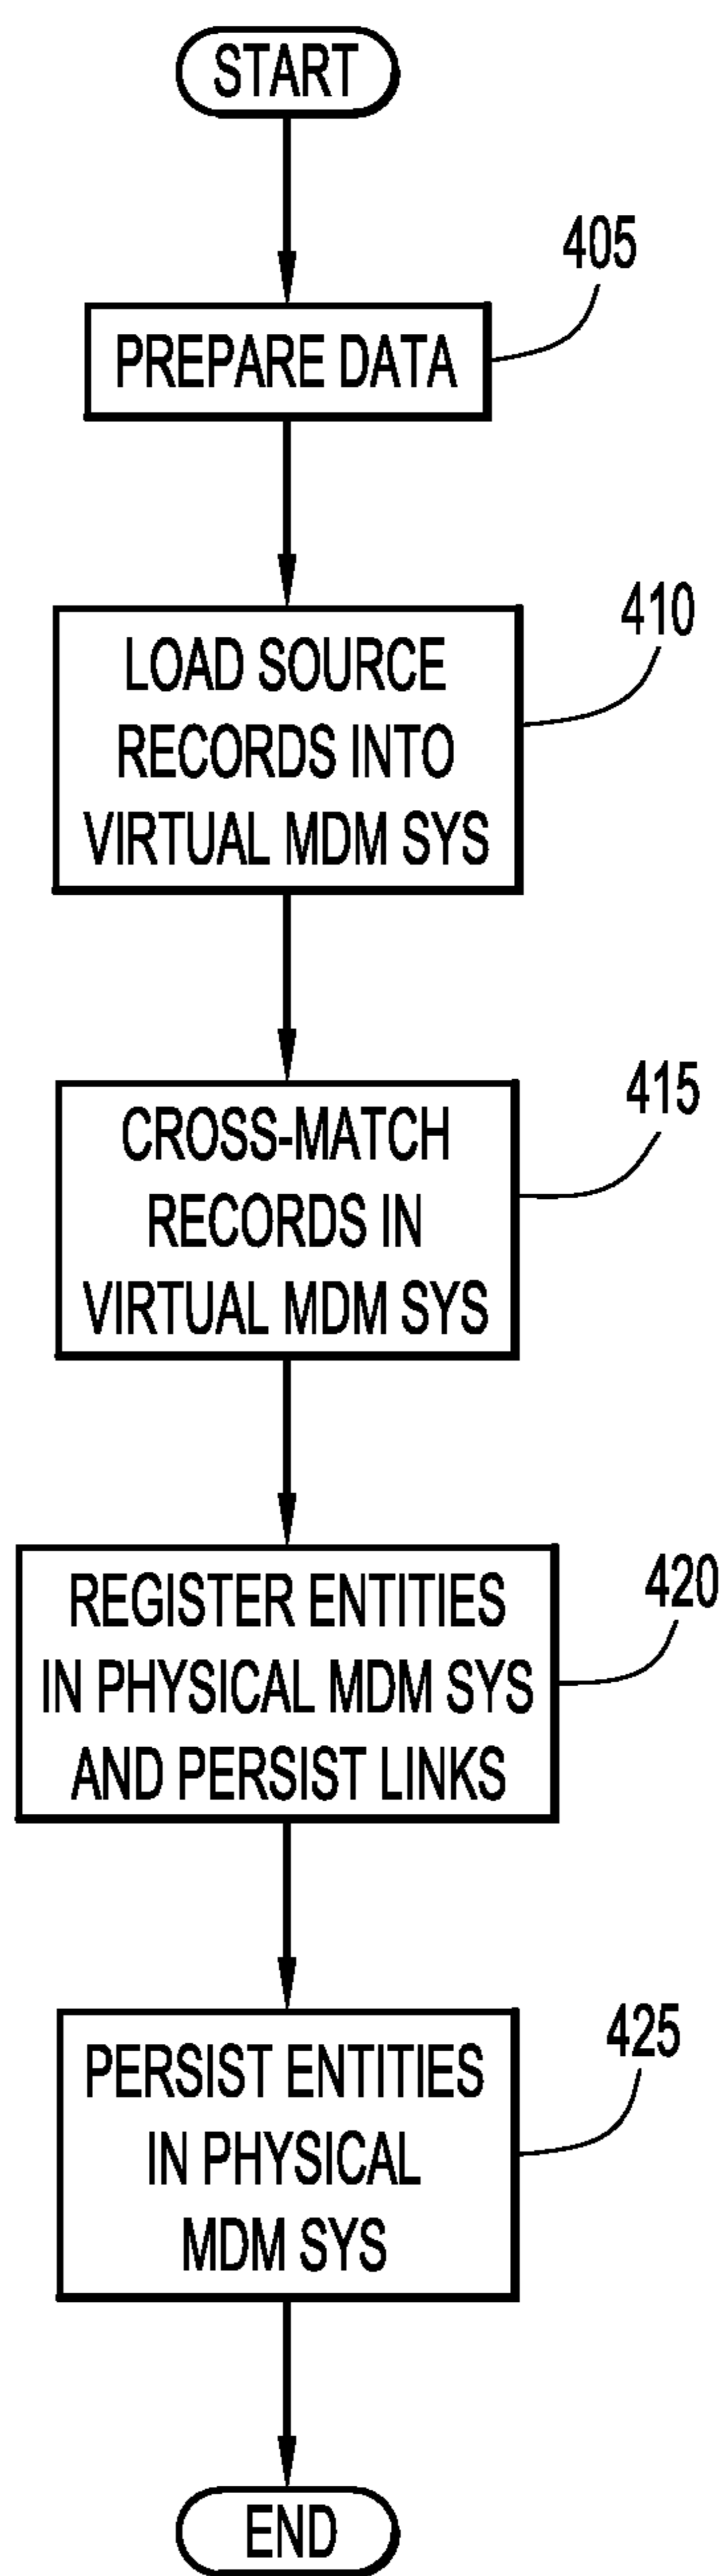 START
405
PREPARE DATA
410
LOAD SOURCE
RECORDS INTO
VIRTUAL MDM SYS
415
CROSS-MATCH
RECORDS IN
VIRTUAL MDM SYS
420
REGISTER ENTITIES
IN PHYSICAL MDM SYS
AND PERSIST LINKS
425
PERSIST ENTITIES
IN PHYSICAL
MDM SYS
END